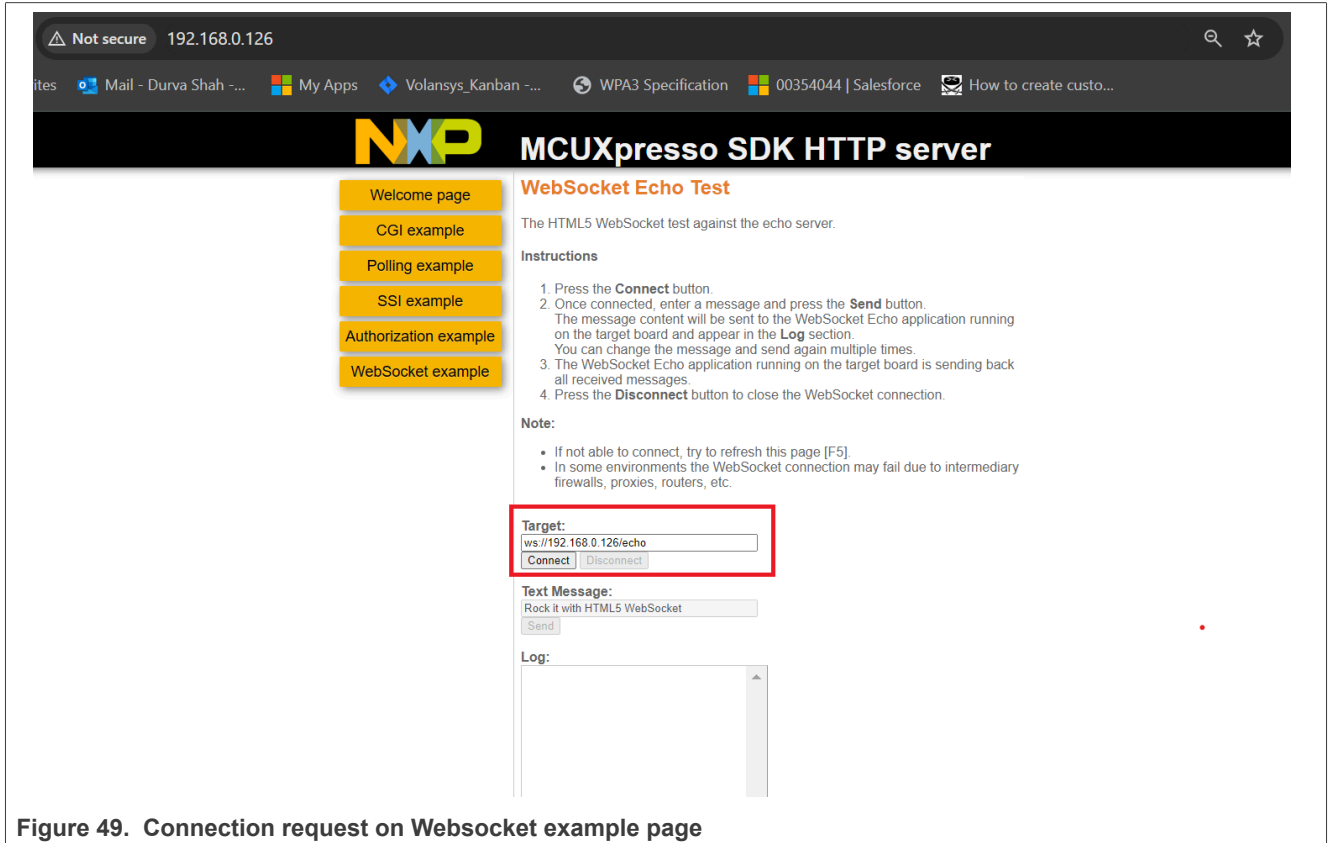 Not secure 192.168.0.126
ites Mail - Durva Shah -... My Apps Volansys_Kanban -... WPA3 Specification 00354044 | Salesforce How to create custo...
NXP MCUXpresso SDK HTTP server
Welcome page
CGI example
Polling example
SSI example
Authorization example
WebSocket example
WebSocket Echo Test
The HTML5 WebSocket test against the echo server.
Instructions
1. Press the Connect button.
2. Once connected, enter a message and press the Send button.
The message content will be sent to the WebSocket Echo application running
on the target board and appear in the Log section.
You can change the message and send again multiple times.
3. The WebSocket Echo application running on the target board is sending back
all received messages.
4. Press the Disconnect button to close the WebSocket connection.
Note:
• If not able to connect, try to refresh this page [F5].
• In some environments the WebSocket connection may fail due to intermediary
firewalls, proxies, routers, etc.
Target:
ws://192.168.0.126/echo
Connect Disconnect
Text Message:
Rock it with HTML5 WebSocket
Send
Log:
Figure 49. Connection request on Websocket example page